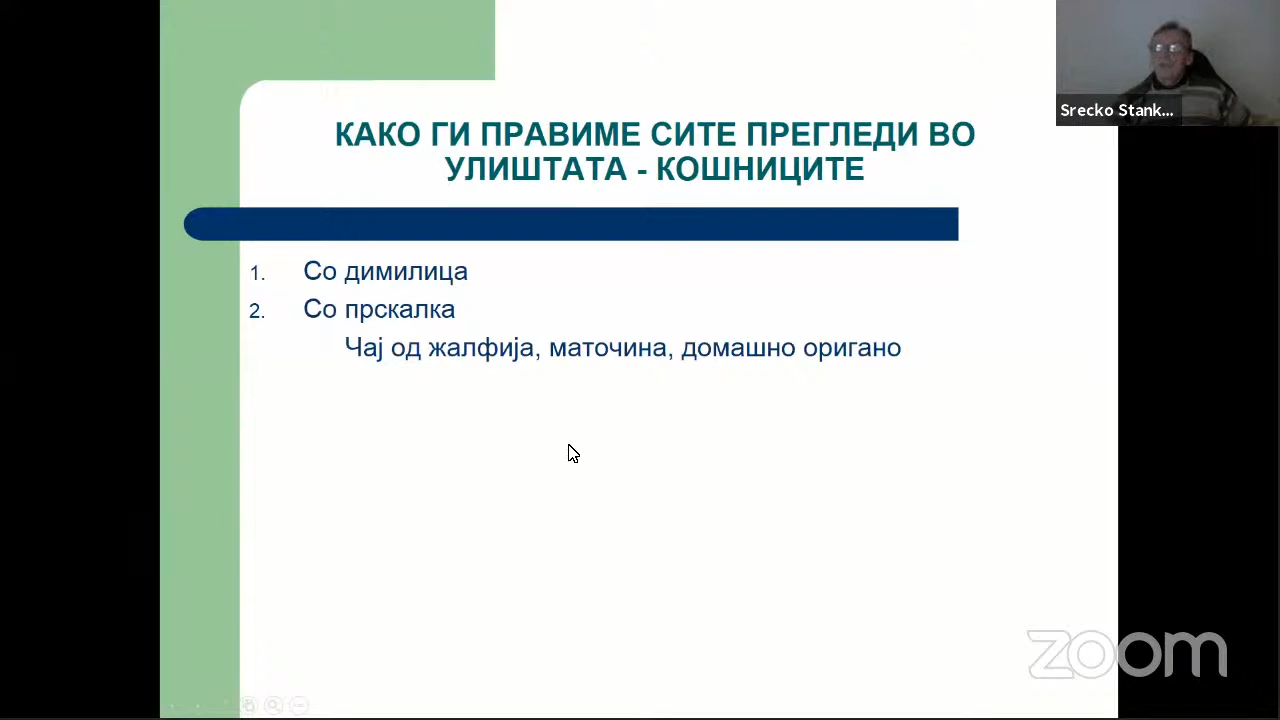 КАКО ГИ ПРАВИМЕ СИТЕ ПРЕГЛЕДИ ВО
УЛИШТАТА - КОШНИЦИТЕ
1. Со димилица
2. Со прскалка
Чај од жалфија, маточина, домашно оригано
Srecko Stank...
zoom